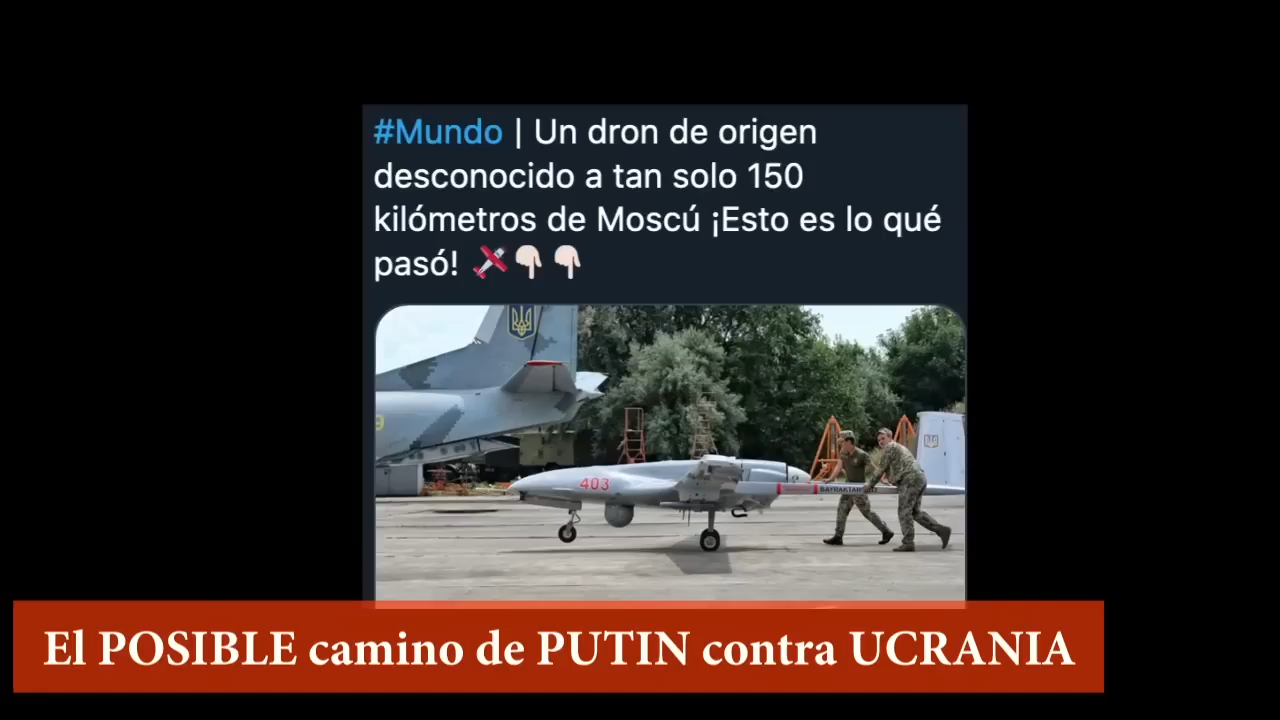 #Mundo | Un dron de origen
desconocido a tan solo 150
kilómetros de Moscú ¡Esto es lo qué
pasó!
403
El POSIBLE camino de PUTIN contra UCRANIA